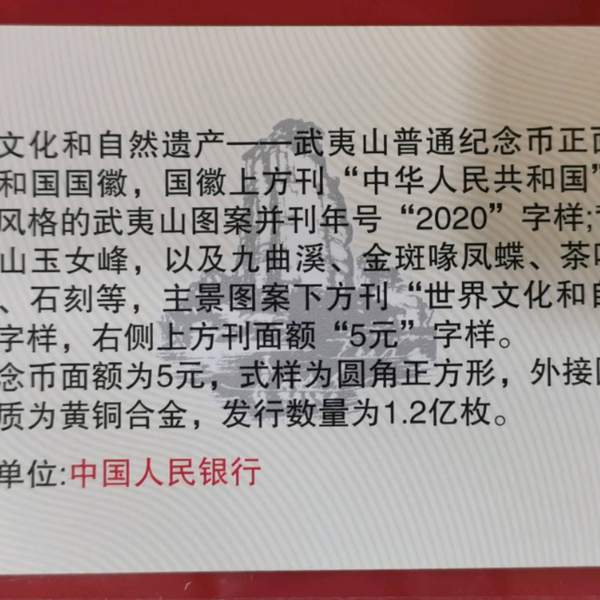 文化和自然遗产——武夷山普通纪念币正面
和国国徽，国徽上方刊“中华人民共和国”
风格的武夷山图案并刊年号“2020”字样;
山玉女峰，以及九曲溪、金斑喙凤蝶、茶
、石刻等，主景图案下方刊“世界文化和自
字样，右侧上方刊面额“5元”字样。
念币面额为5元，式样为圆角正方形，外接
质为黄铜合金，发行数量为1.2亿枚。
单位:中国人民银行